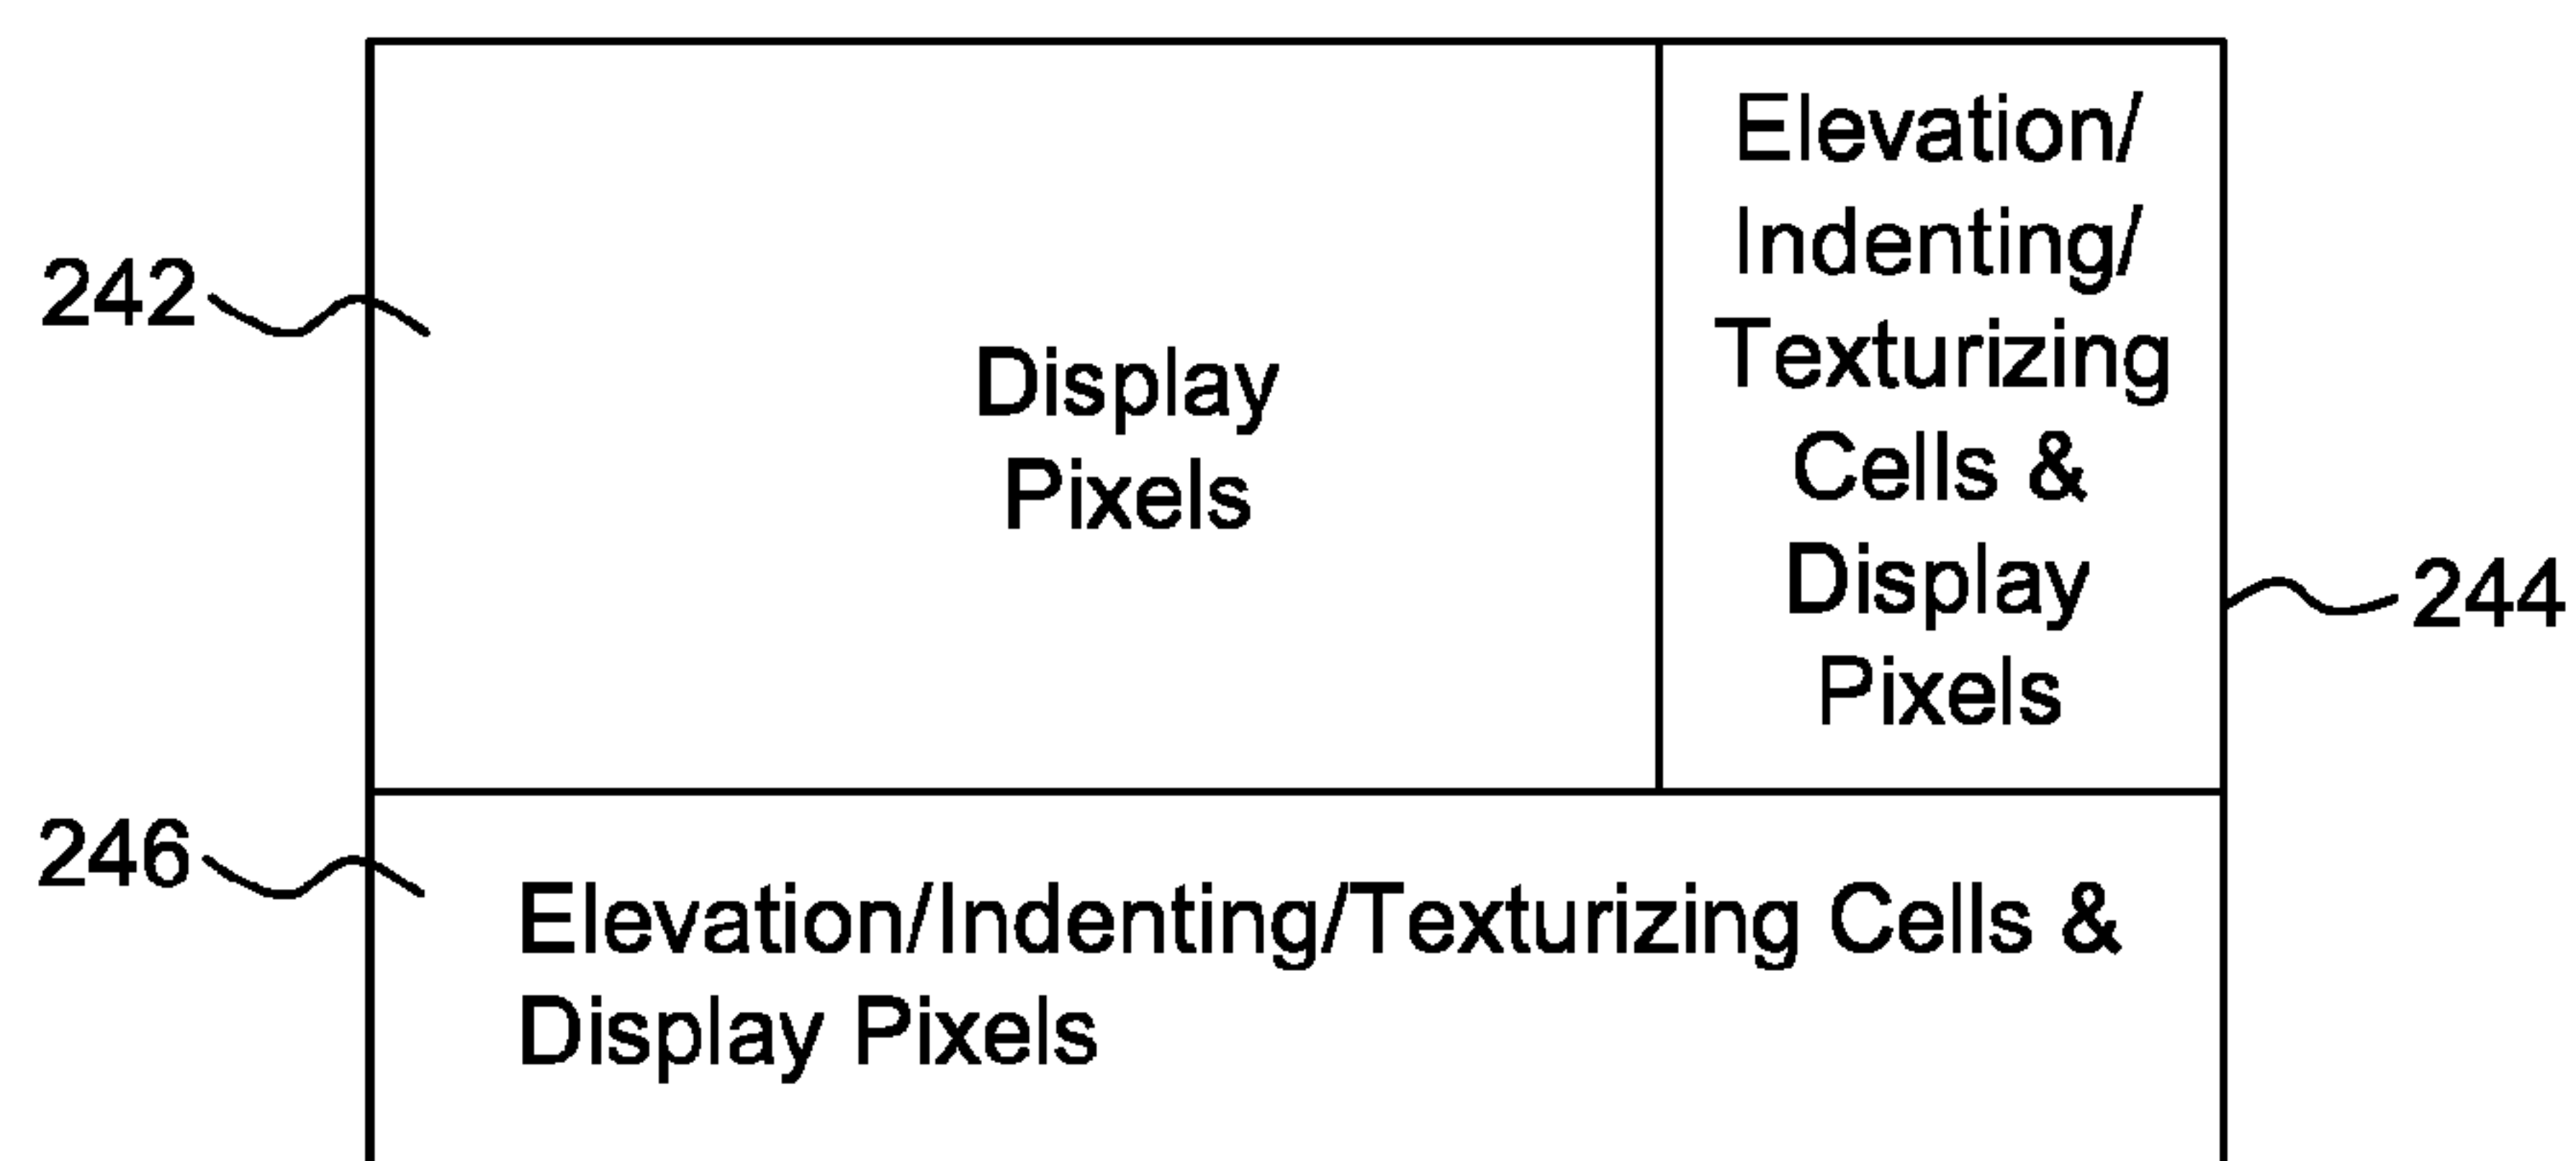 242
Display
Pixels
Elevation/
Indenting/
Texturizing
Cells &
Display
Pixels
244
246
Elevation/Indenting/Texturizing Cells &
Display Pixels